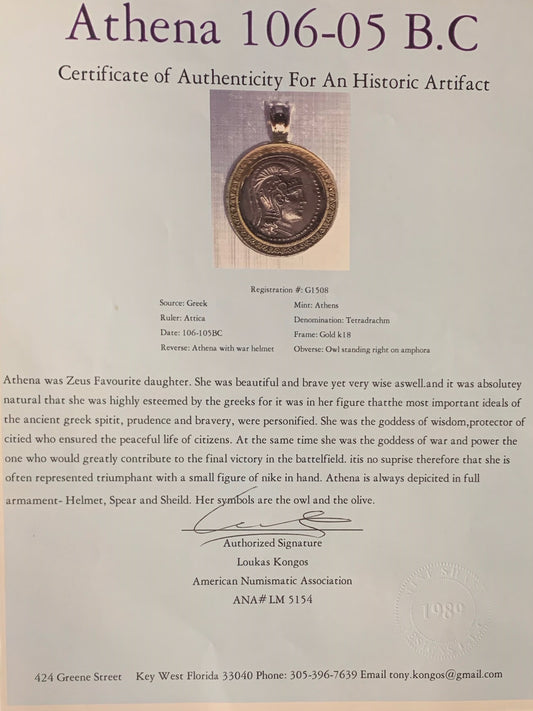 Athena 106-05 B.C
Certificate of Authenticity For An Historic Artifact
Registration #: G1508
Source: Greek Mint: Athens
Ruler: Attica Denomination: Tetradrachm
Date: 106-105BC Frame: Gold k18
Reverse: Athena with war helmet Obverse: Owl standing right on amphora
Athena was Zeus Favourite daughter. She was beautiful and brave yet very wise aswell.and it was absolutey
natural that she was highly esteemed by the greeks for it was in her figure thatthe most important ideals of
the ancient greek spitit, prudence and bravery, were personified. She was the goddess of wisdom,protector of
citied who ensured the peaceful life of citizens. At the same time she was the goddess of war and power the
one who would greatly contribute to the final victory in the battelfield. itis no suprise therefore that she is
often represented triumphant with a small figure of nike in hand. Athena is always depicited in full
armament- Helmet, Spear and Sheild. Her symbols are the owl and the olive.
Authorized Signature
Loukas Kongos
American Numismatic Association
ANA# LM 5154
1989
424 Greene Street Key West Florida 33040 Phone: 305-396-7639 Email tony.kongos@gmail.com